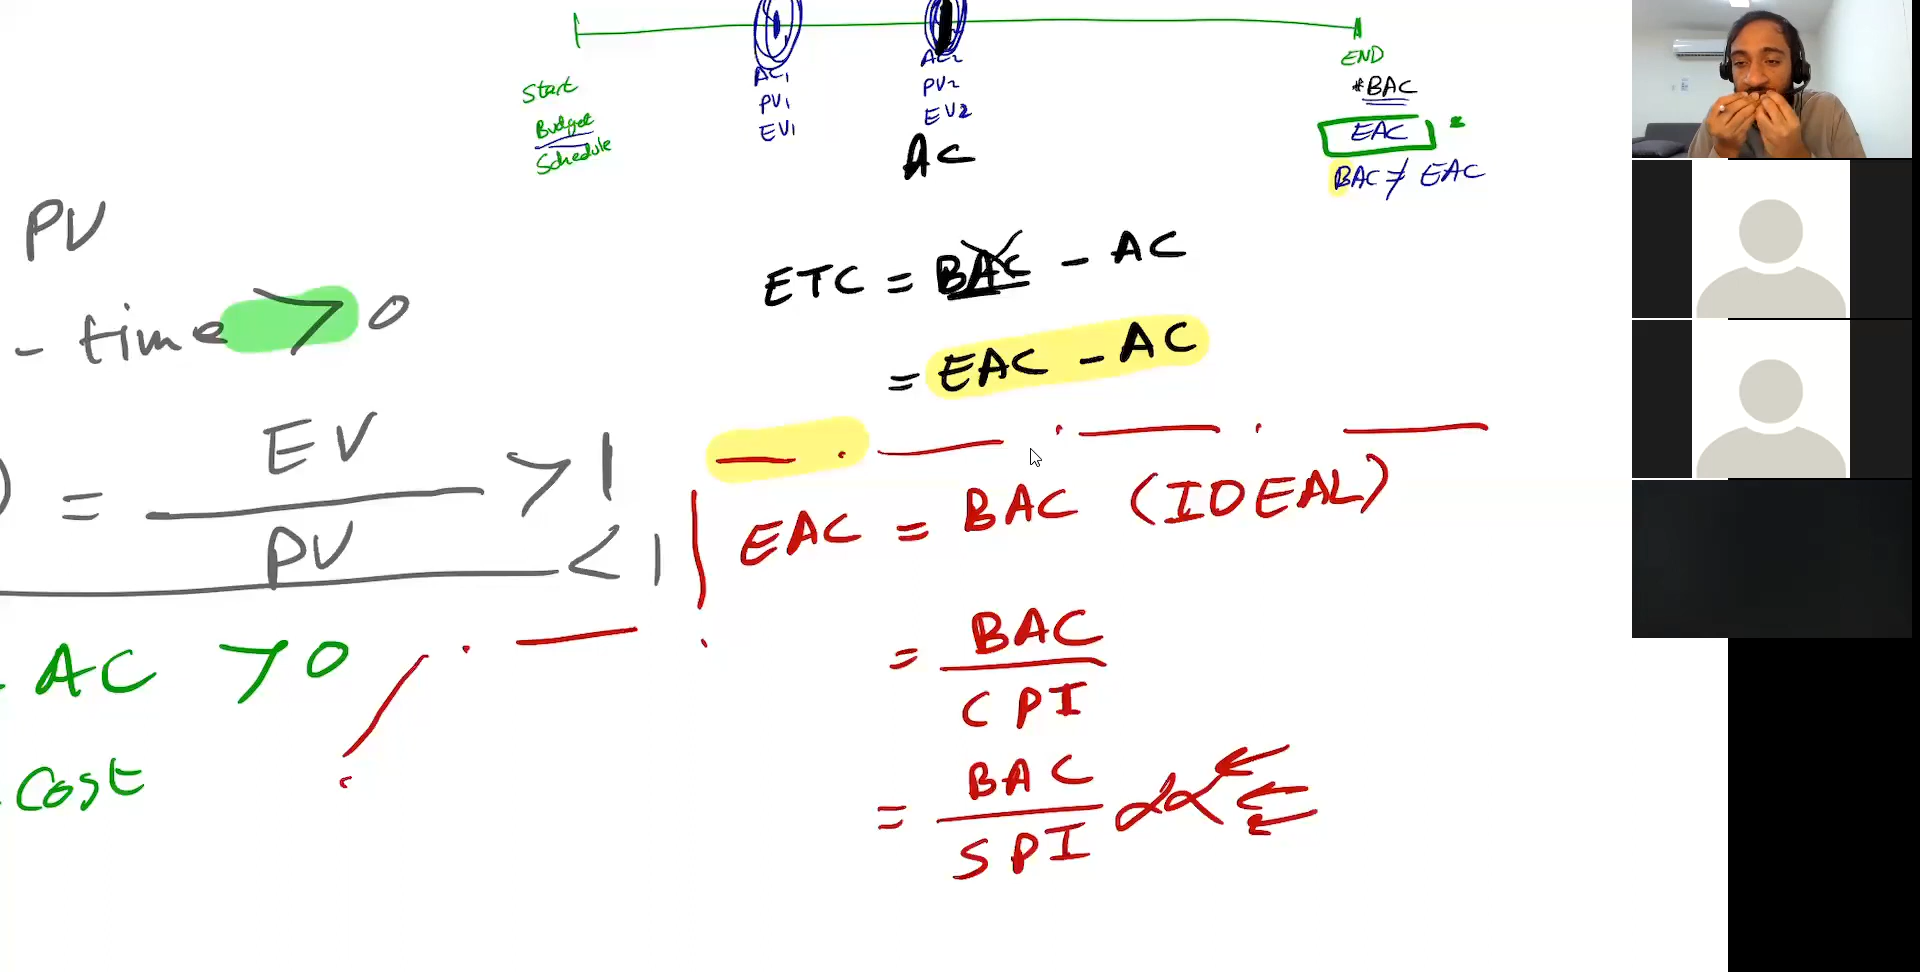 Start
Budget
Schedule
AC1
PV1
EV1
AC2
PV2
EV2
AC
END
*BAC
EAC
BAC ≠ EAC
PV
- time > 0
= EV / PV > 1
< 1
AC > 0
Cost
ETC = BAC - AC
= EAC - AC
EAC = BAC (IDEAL)
= BAC / CPI
= BAC / SPI